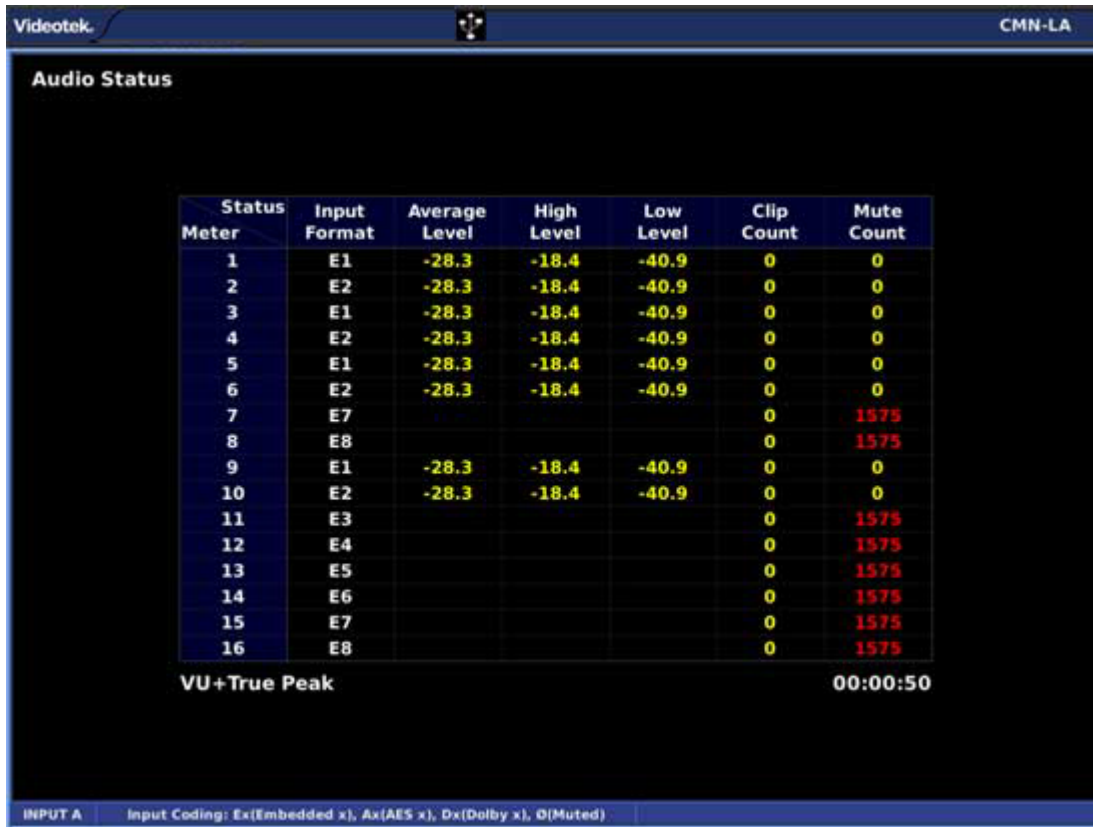 Videotek.
CMN-LA
Audio Status
Status
Meter Input Format Average Level High Level Low Level Clip Count Mute Count
1 E1 -28.3 -18.4 -40.9 0 0
2 E2 -28.3 -18.4 -40.9 0 0
3 E1 -28.3 -18.4 -40.9 0 0
4 E2 -28.3 -18.4 -40.9 0 0
5 E1 -28.3 -18.4 -40.9 0 0
6 E2 -28.3 -18.4 -40.9 0 0
7 E7 0 1575
8 E8 0 1575
9 E1 -28.3 -18.4 -40.9 0 0
10 E2 -28.3 -18.4 -40.9 0 0
11 E3 0 1575
12 E4 0 1575
13 E5 0 1575
14 E6 0 1575
15 E7 0 1575
16 E8 0 1575
VU+True Peak 00:00:50
INPUT A Input Coding: Ex(Embedded x), Ax(AES x), Dx(Dolby x), Ø(Muted)